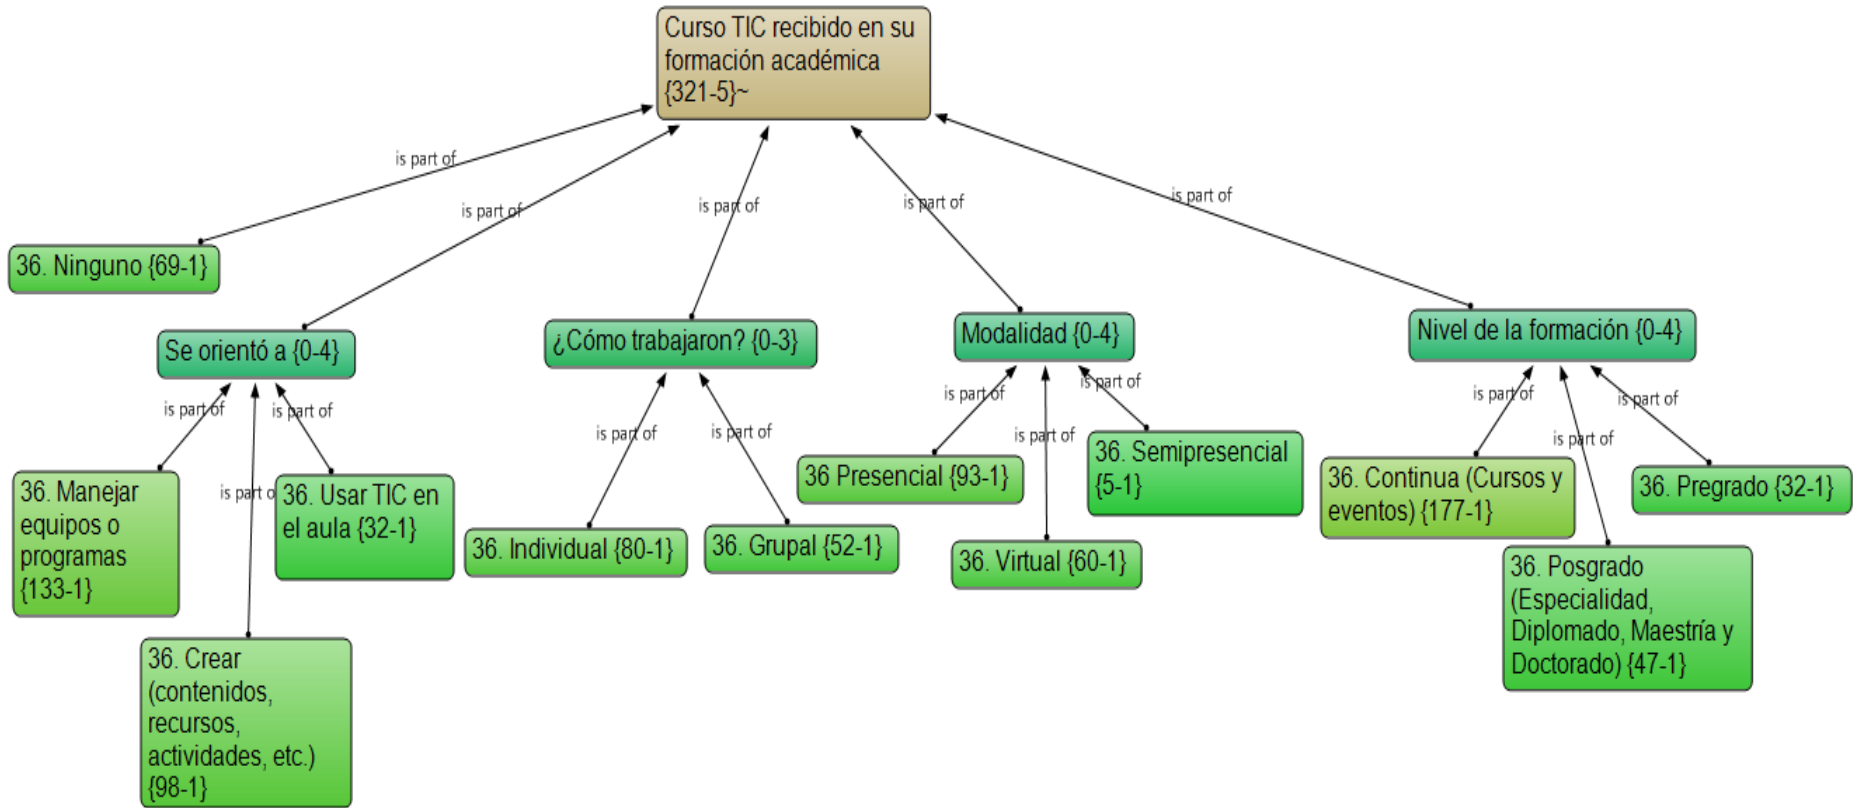 Curso TIC recibido en su
formación académica
{321-5}~
is part of
is part of
is part of
is part of
is part of
36. Ninguno {69-1}
Se orientó a {0-4}
¿Cómo trabajaron? {0-3}
Modalidad {0-4}
Nivel de la formación {0-4}
is part of
is part of
is part o
is part of
is part of
is part of
is part of
is part of
is part of
is part of
is part of
36. Manejar
equipos o
programas
{133-1}
36. Usar TIC en
el aula {32-1}
36. Crear
(contenidos,
recursos,
actividades, etc.)
{98-1}
36. Individual {80-1}
36. Grupal {52-1}
36 Presencial {93-1}
36. Virtual {60-1}
36. Semipresencial
{5-1}
36. Continua (Cursos y
eventos) {177-1}
36. Posgrado
(Especialidad,
Diplomado, Maestría y
Doctorado) {47-1}
36. Pregrado {32-1}